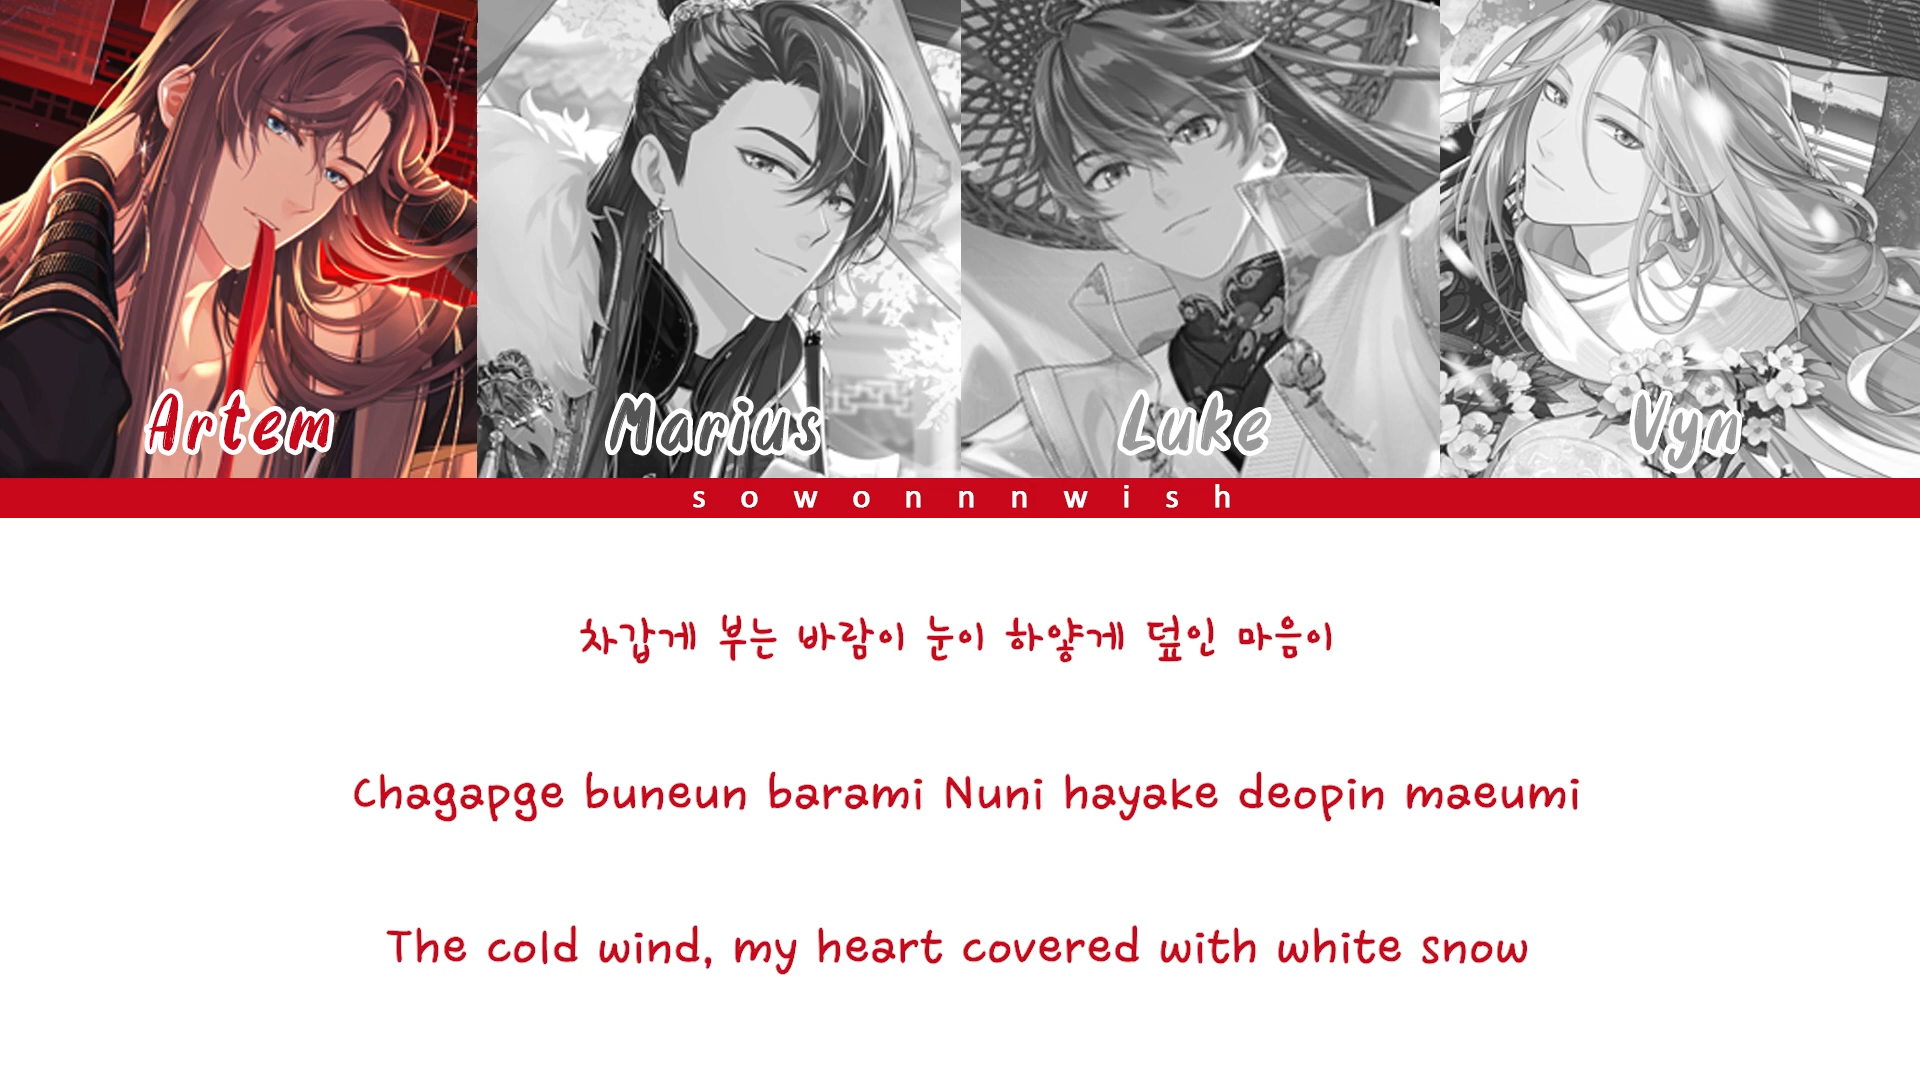 Artem
Marius
Luke
Vyn
sowonnnwish
차갑게 부는 바람이 눈이 하얗게 덮인 마음이
Chagapge buneun barami Nuni hayake deopin maeumi
The cold wind, my heart covered with white snow